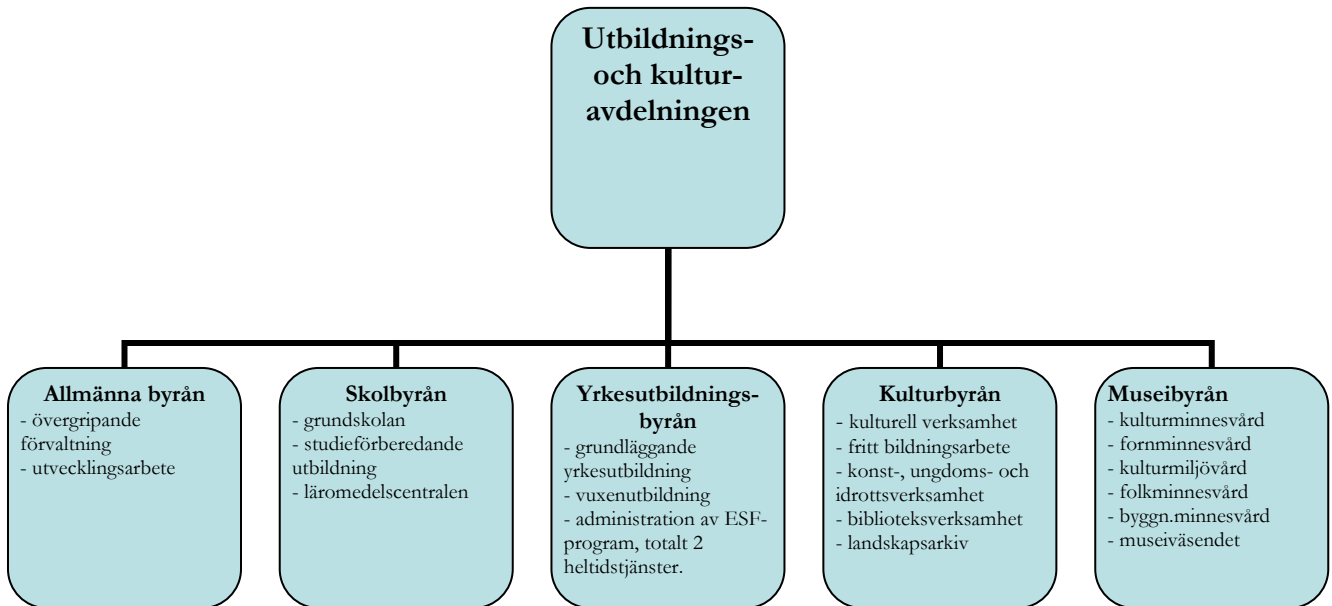 Utbildnings-
och kultur-
avdelningen
Allmänna byrån
- övergripande
förvaltning
- utvecklingsarbete
Skolbyrån
- grundskolan
- studieförberedande
utbildning
- läromedelscentralen
Yrkesutbildnings-
byrån
- grundläggande
yrkesutbildning
- vuxenutbildning
- administration av ESF-
program, totalt 2
heltidstjänster.
Kulturbyrån
- kulturell verksamhet
- fritt bildningsarbete
- konst-, ungdoms- och
idrottsverksamhet
- biblioteksverksamhet
- landskapsarkiv
Museibyrån
- kulturminnesvård
- fornminnesvård
- kulturmiljövård
- folkminnesvård
- byggn.minnesvård
- museiväsendet